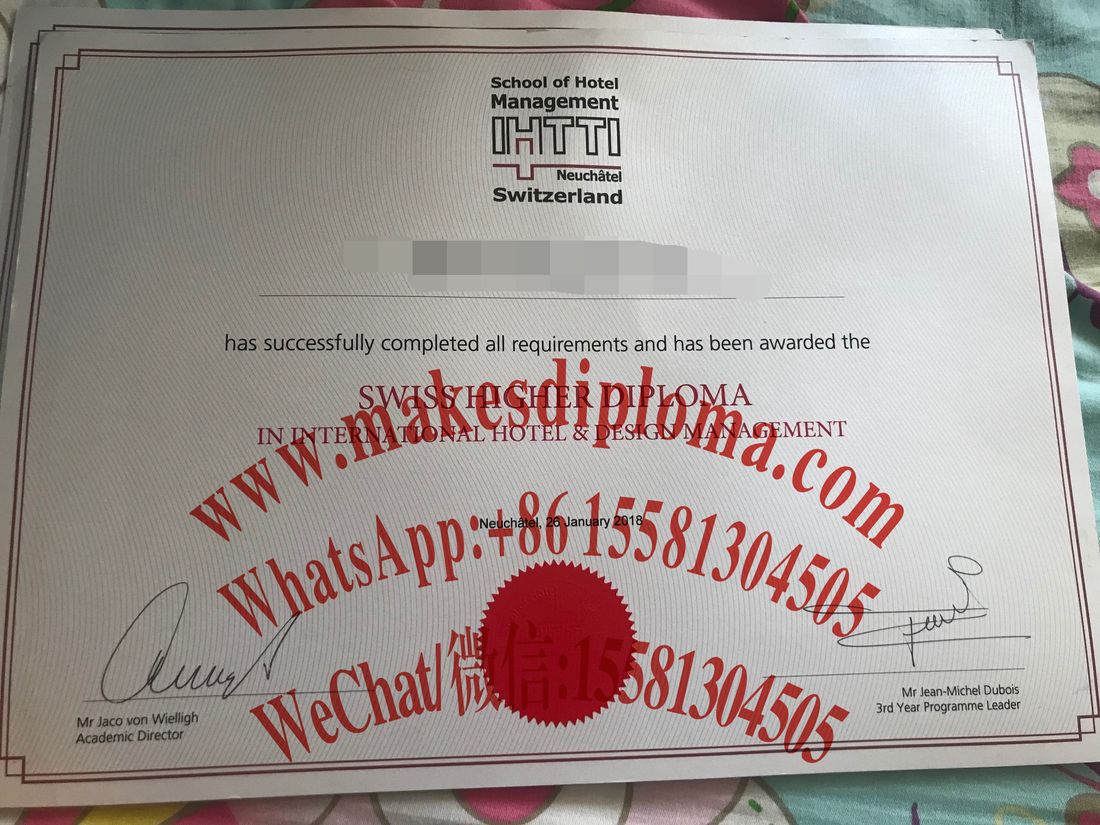 School of Hotel
Management
IHTTI
Neuchâtel
Switzerland
has successfully completed all requirements and has been awarded the
SWISS HIGHER DIPLOMA
IN INTERNATIONAL HOTEL & DESIGN MANAGEMENT
www.makesdiploma.com
Neuchâtel, 26 January 2018
WhatsApp:+86 15581304505
WeChat/微信:15581304505
Mr Jaco von Wielligh
Academic Director
Mr Jean-Michel Dubois
3rd Year Programme Leader